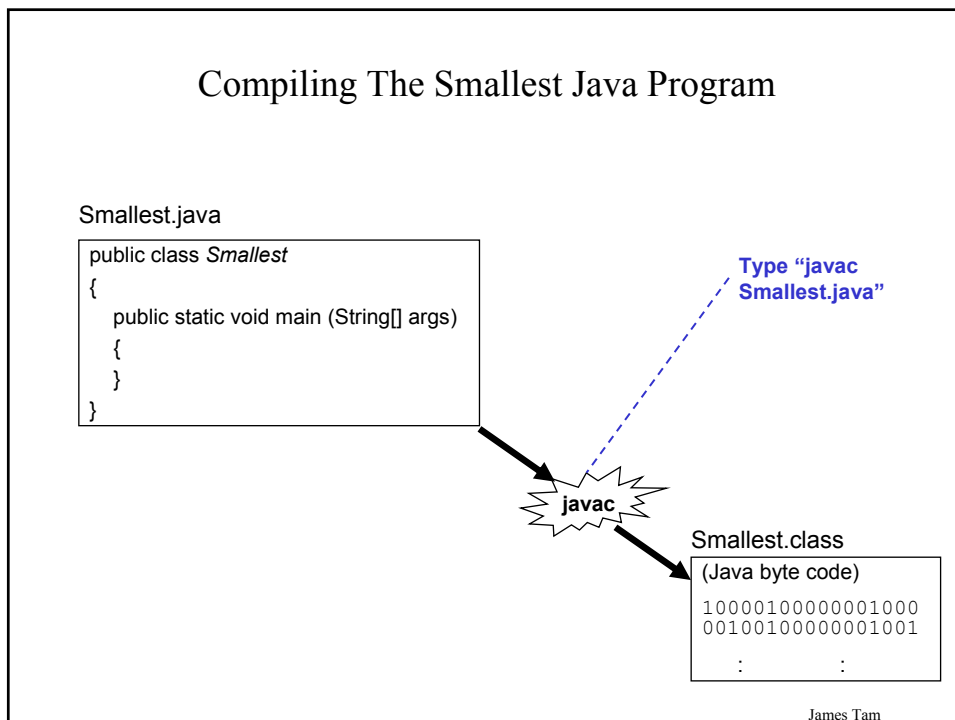 Compiling The Smallest Java Program
Smallest.java
public class Smallest
{
public static void main (String[] args)
{
}
}
Type “javac
Smallest.java”
javac
Smallest.class
(Java byte code)
10000100000001000
00100100000001001
: :
James Tam